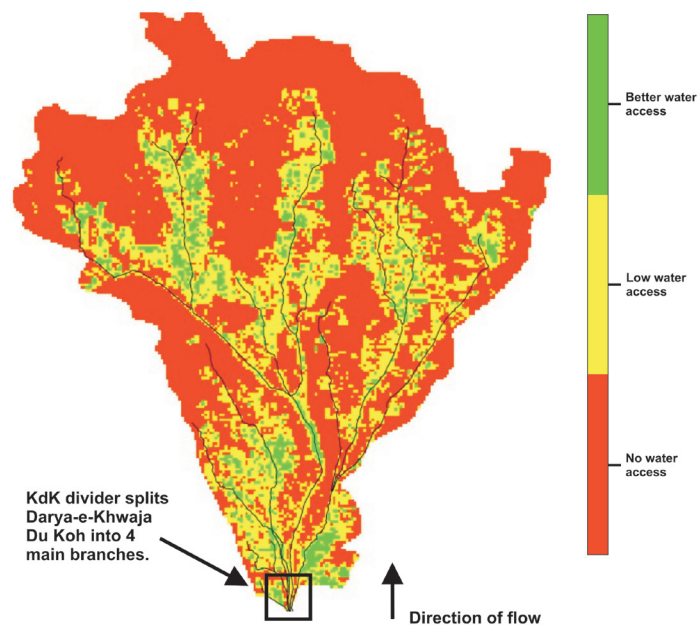 Better water
access
Low water
access
No water
access
KdK divider splits
Darya-e-Khwaja
Du Koh into 4
main branches.
Direction of flow